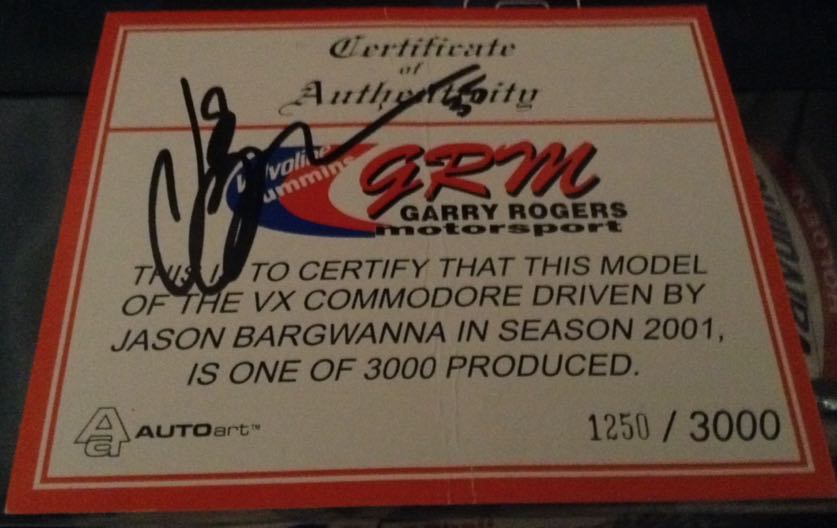 Certificate
of
Authenticity
Valvoline
Cummins
GRM
GARRY ROGERS
motorsport
THIS IS TO CERTIFY THAT THIS MODEL
OF THE VX COMMODORE DRIVEN BY
JASON BARGWANNA IN SEASON 2001,
IS ONE OF 3000 PRODUCED.
AUTOart™
1250 / 3000